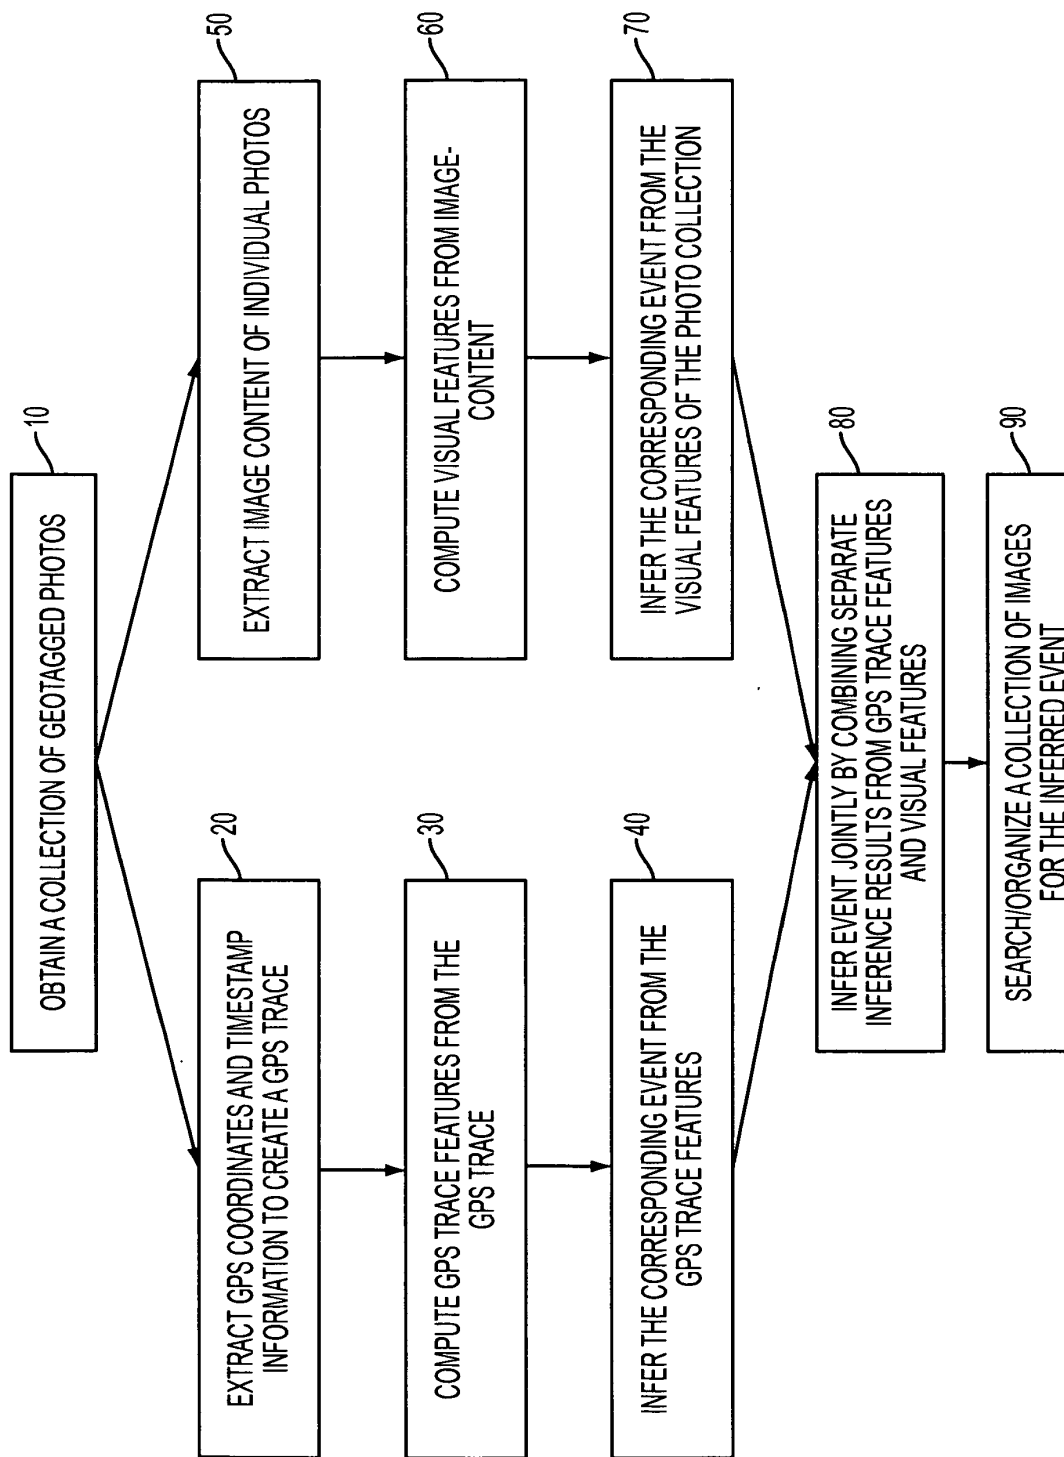 10
OBTAIN A COLLECTION OF GEOTAGGED PHOTOS
20
EXTRACT GPS COORDINATES AND TIMESTAMP
INFORMATION TO CREATE A GPS TRACE
30
COMPUTE GPS TRACE FEATURES FROM THE
GPS TRACE
40
INFER THE CORRESPONDING EVENT FROM THE
GPS TRACE FEATURES
50
EXTRACT IMAGE CONTENT OF INDIVIDUAL PHOTOS
60
COMPUTE VISUAL FEATURES FROM IMAGE-
CONTENT
70
INFER THE CORRESPONDING EVENT FROM THE
VISUAL FEATURES OF THE PHOTO COLLECTION
80
INFER EVENT JOINTLY BY COMBINING SEPARATE
INFERENCE RESULTS FROM GPS TRACE FEATURES
AND VISUAL FEATURES
90
SEARCH/ORGANIZE A COLLECTION OF IMAGES
FOR THE INFERRED EVENT